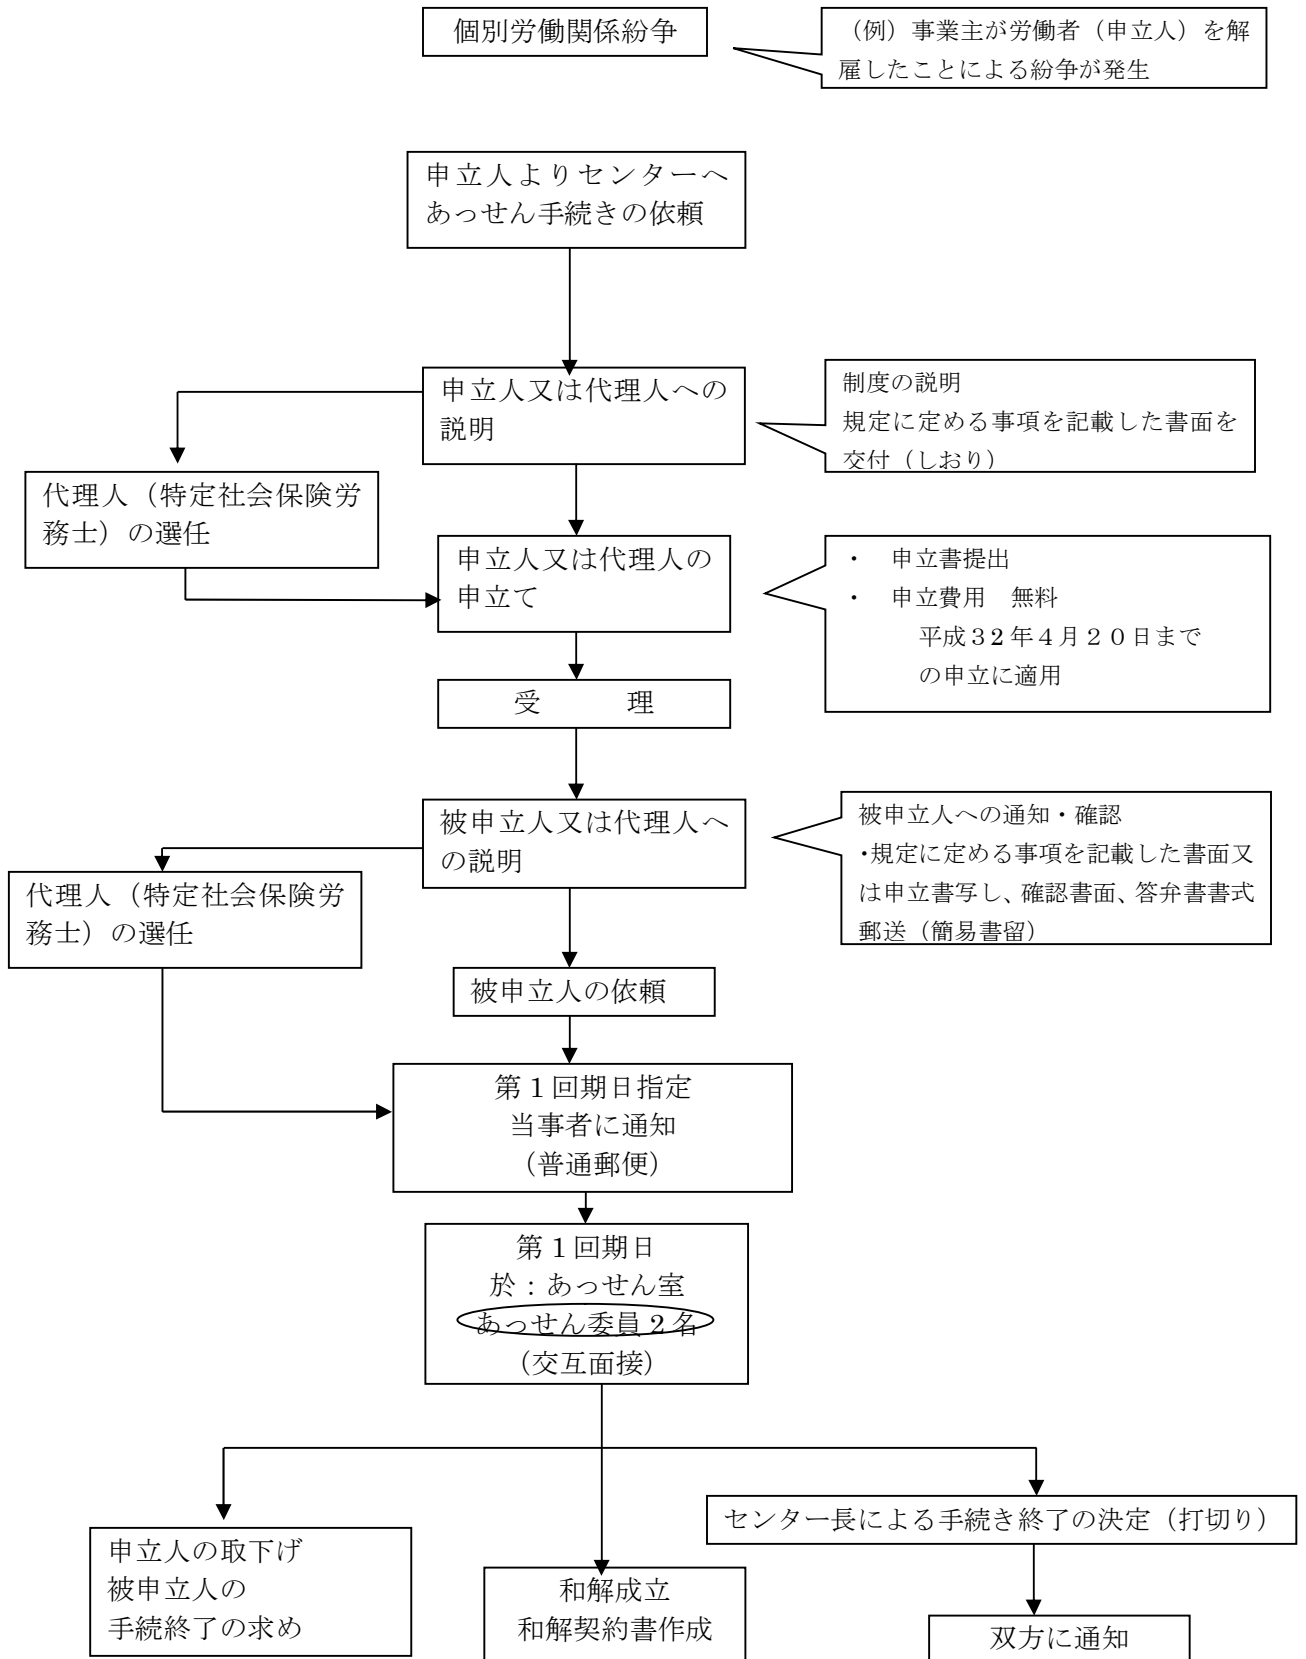 個別労働関係紛争
（例）事業主が労働者（申立人）を解
雇したことによる紛争が発生
申立人よりセンターへ
あっせん手続きの依頼
申立人又は代理人への
説明
制度の説明
規定に定める事項を記載した書面を
交付（しおり）
代理人（特定社会保険労
務士）の選任
申立人又は代理人の
申立て
・　申立書提出
・　申立費用　無料
平成３２年４月２０日まで
の申立に適用
受　　　理
被申立人又は代理人へ
の説明
被申立人への通知・確認
・規定に定める事項を記載した書面又
は申立書写し、確認書面、答弁書書式
郵送（簡易書留）
代理人（特定社会保険労
務士）の選任
被申立人の依頼
第１回期日指定
当事者に通知
（普通郵便）
第１回期日
於：あっせん室
あっせん委員２名
（交互面接）
センター長による手続き終了の決定（打切り）
申立人の取下げ
被申立人の
手続終了の求め
和解成立
和解契約書作成
双方に通知